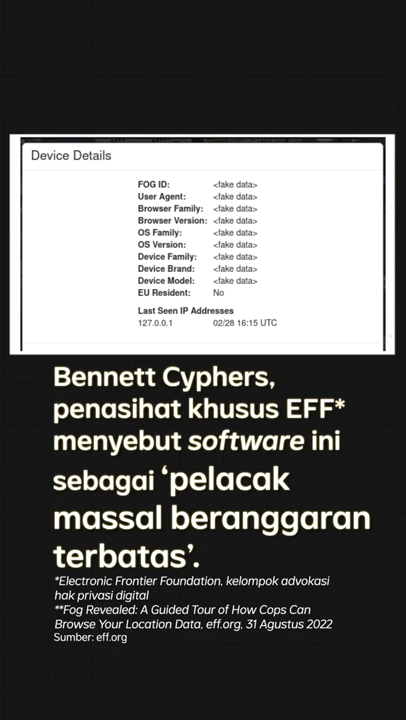 Device Details
FOG ID: <fake data>
User Agent: <fake data>
Browser Family: <fake data>
Browser Version: <fake data>
OS Family: <fake data>
OS Version: <fake data>
Device Family: <fake data>
Device Brand: <fake data>
Device Model: <fake data>
EU Resident: No
Last Seen IP Addresses
127.0.0.1 02/28 16:15 UTC
Bennett Cyphers,
penasihat khusus EFF*
menyebut software ini
sebagai ‘pelacak
massal beranggaran
terbatas’.
*Electronic Frontier Foundation, kelompok advokasi
hak privasi digital
**Fog Revealed: A Guided Tour of How Cops Can
Browse Your Location Data, eff.org, 31 Agustus 2022
Sumber: eff.org